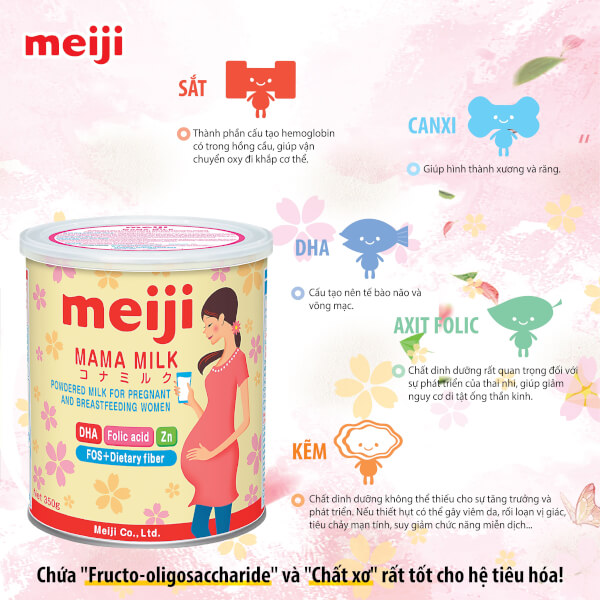 meiji
SẮT
Thành phần cấu tạo hemoglobin
có trong hồng cầu, giúp vận
chuyển oxy đi khắp cơ thể.
CANXI
Giúp hình thành xương và răng.
DHA
Cấu tạo nên tế bào não và
võng mạc.
AXIT FOLIC
Chất dinh dưỡng rất quan trọng đối với
sự phát triển của thai nhi, giúp giảm
nguy cơ dị tật ống thần kinh.
KẼM
Chất dinh dưỡng không thể thiếu cho sự tăng trưởng và
phát triển. Nếu thiếu hụt có thể gây viêm da, rối loạn vị giác,
tiêu chảy mạn tính, suy giảm chức năng miễn dịch...
meiji
MAMA MILK
meiji
MAMA MILK
コナミルク
POWDERED MILK FOR PREGNANT
AND BREASTFEEDING WOMEN
DHA Folic acid Zn
FOS+Dietary fiber
net 350g
Meiji Co., Ltd.
Chứa "Fructo-oligosaccharide" và "Chất xơ" rất tốt cho hệ tiêu hóa!